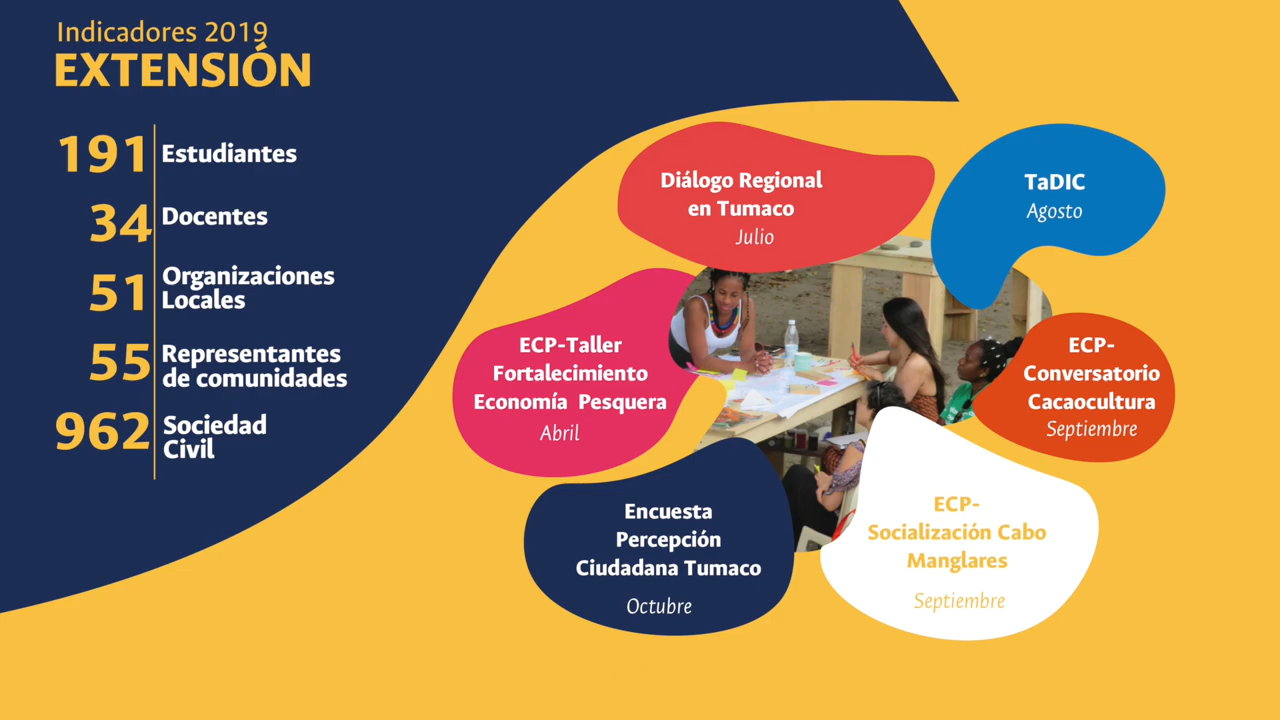 Indicadores 2019
EXTENSIÓN
191 Estudiantes
34 Docentes
51 Organizaciones
Locales
55 Representantes
de comunidades
962 Sociedad
Civil
Diálogo Regional
en Tumaco
Julio
TaDIC
Agosto
ECP-Taller
Fortalecimiento
Economía Pesquera
Abril
ECP-
Conversatorio
Cacaocultura
Septiembre
Encuesta
Percepción
Ciudadana Tumaco
Octubre
ECP-
Socialización Cabo
Manglares
Septiembre